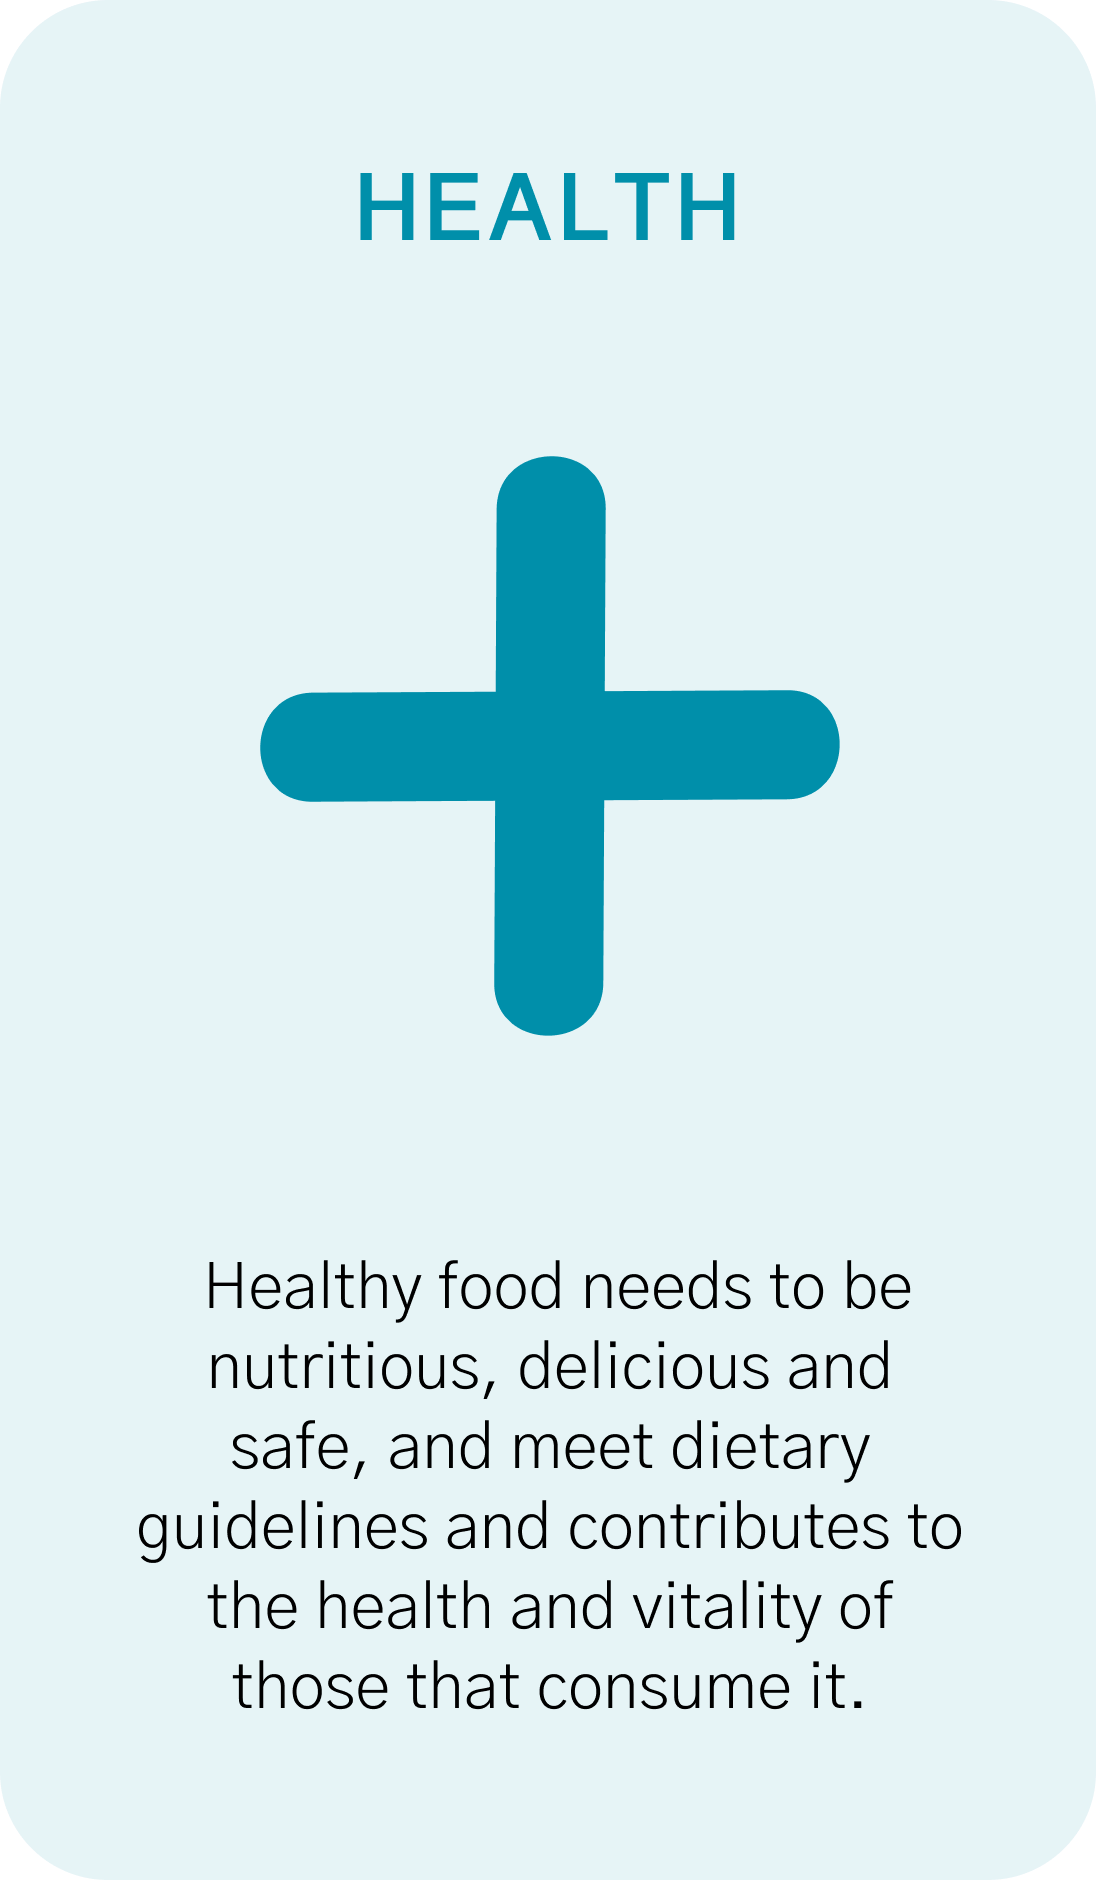 HEALTH
Healthy food needs to be
nutritious, delicious and
safe, and meet dietary
guidelines and contributes to
the health and vitality of
those that consume it.